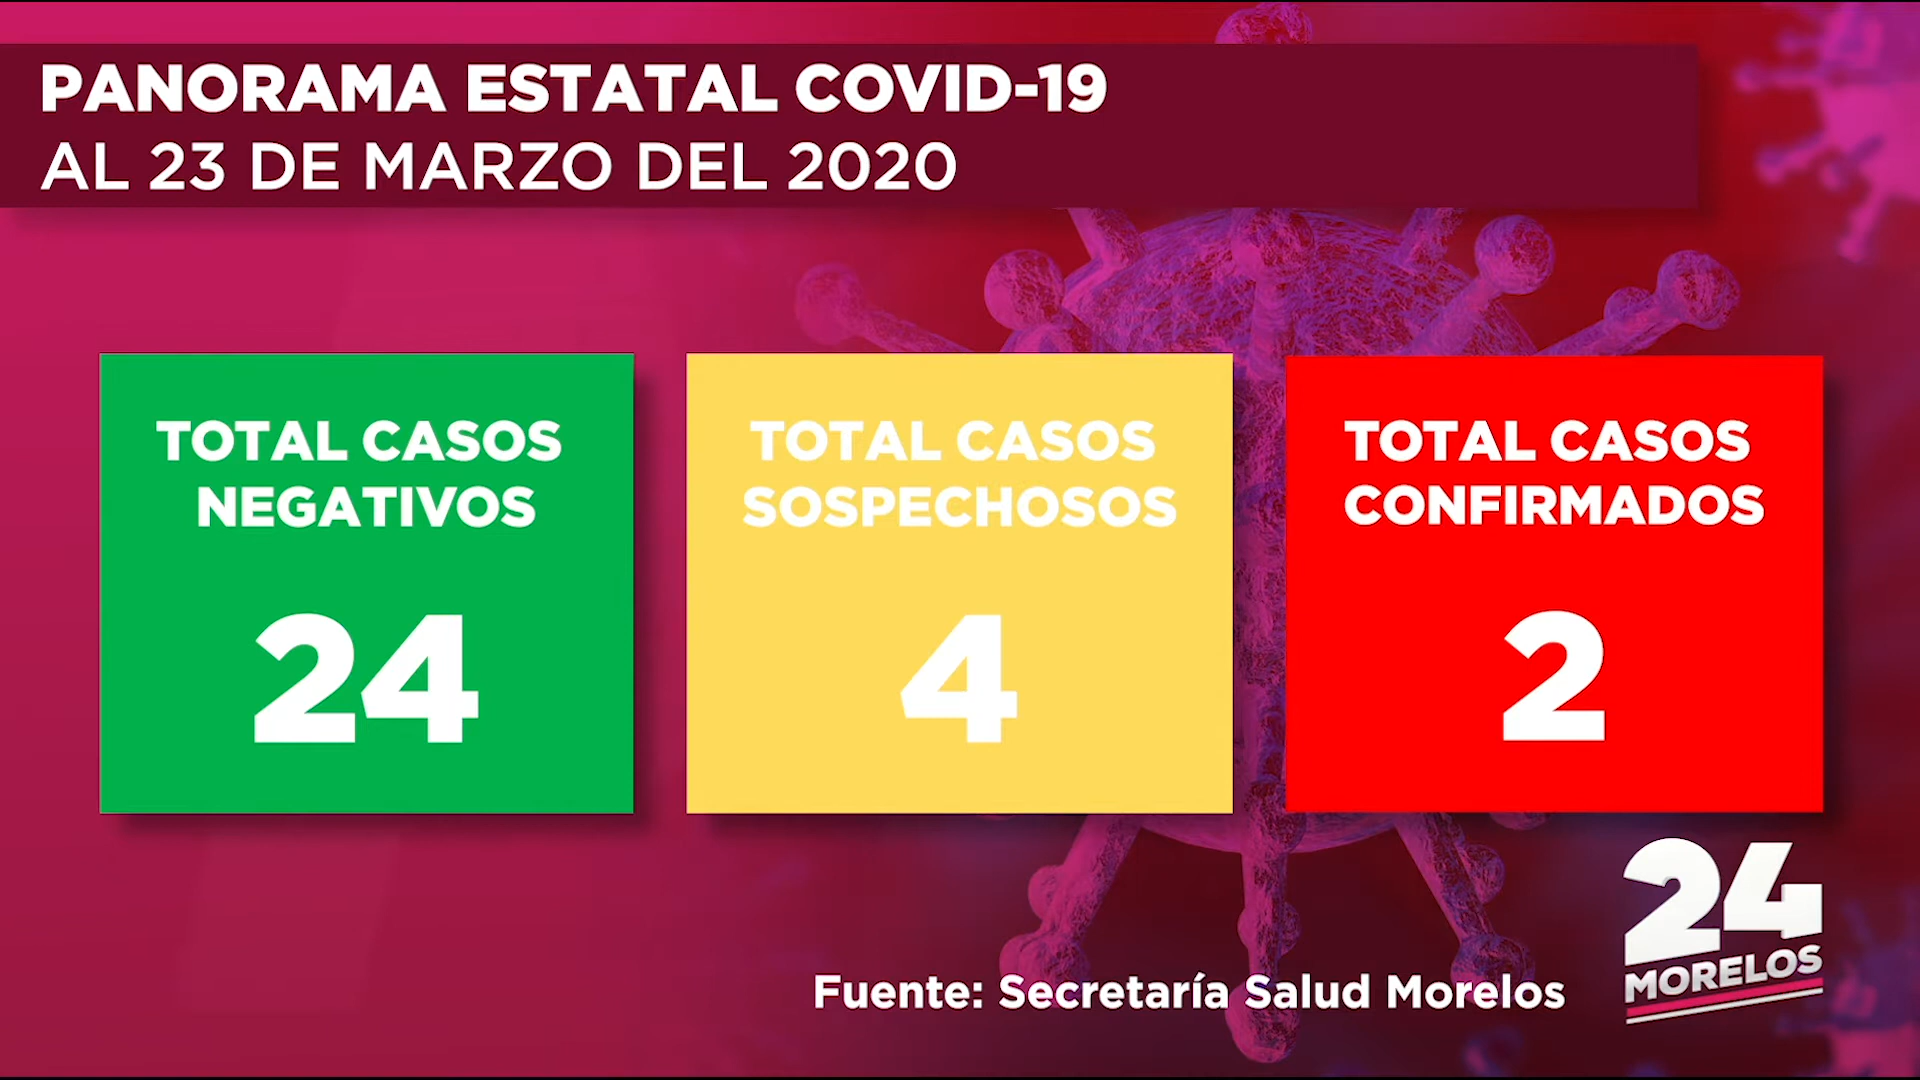 PANORAMA ESTATAL COVID-19
AL 23 DE MARZO DEL 2020
TOTAL CASOS
NEGATIVOS
24
TOTAL CASOS
SOSPECHOSOS
4
TOTAL CASOS
CONFIRMADOS
2
Fuente: Secretaría Salud Morelos
24
MORELOS